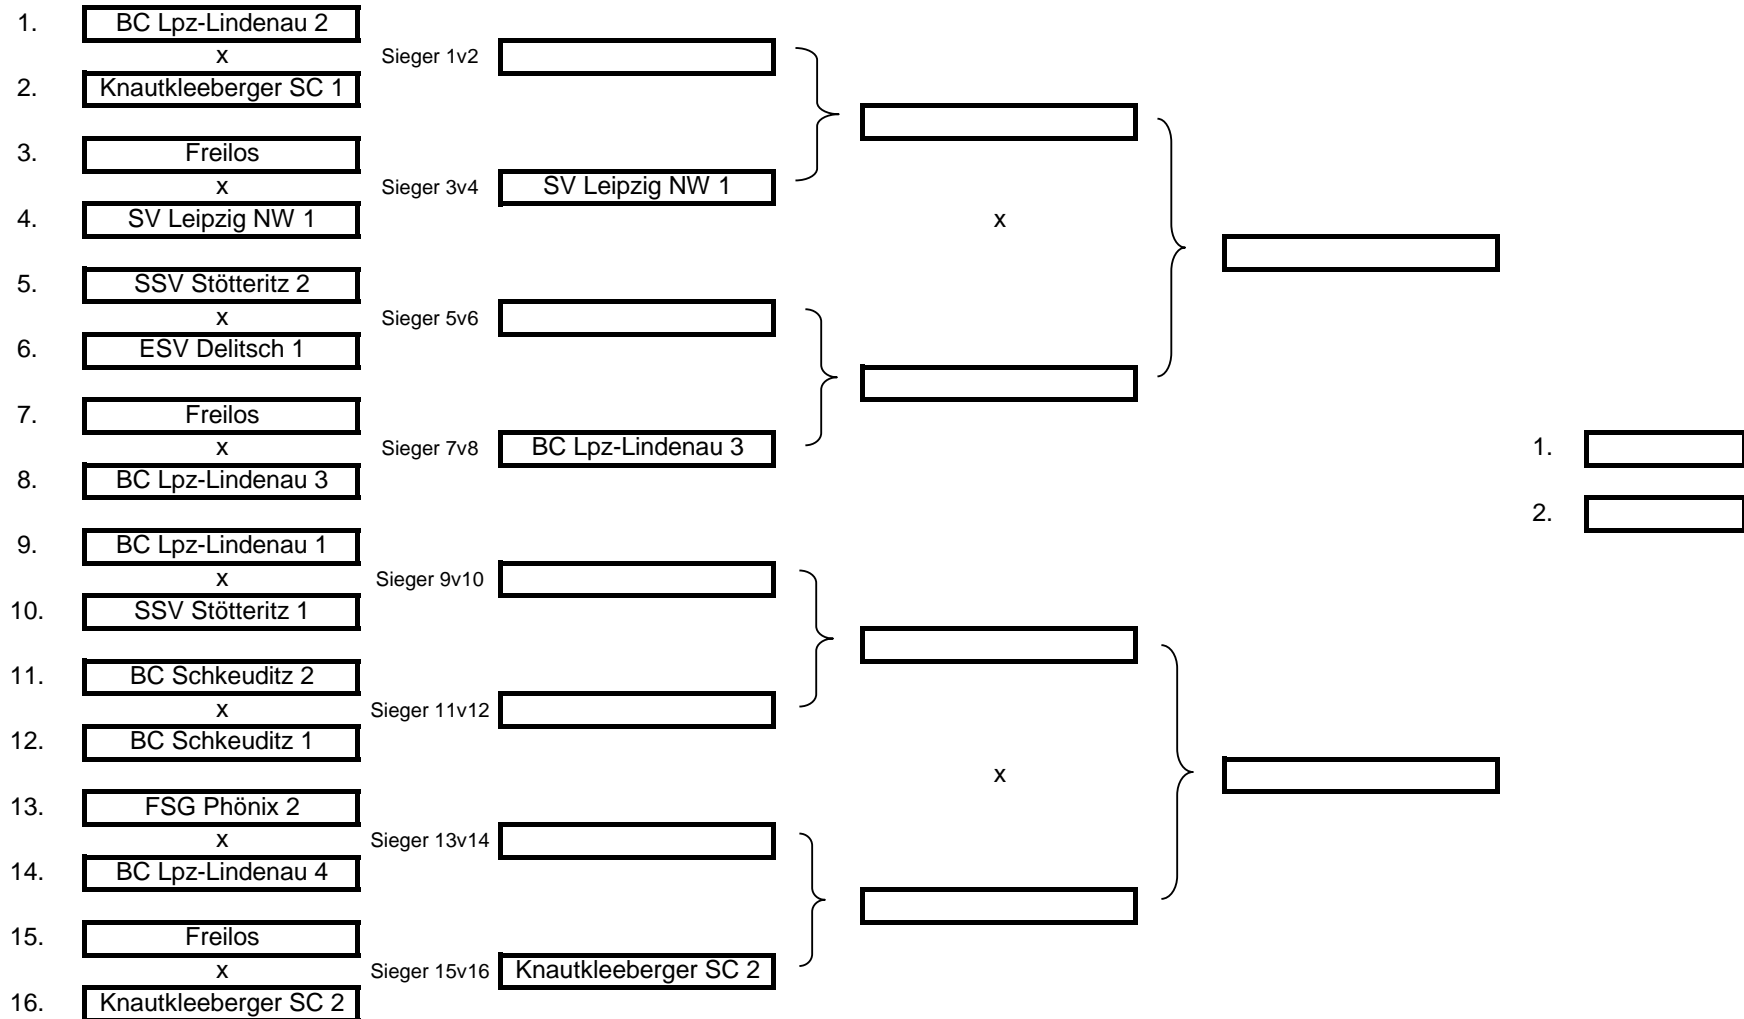 1. BC Lpz-Lindenau 2
x Sieger 1v2
2. Knautkleeberger SC 1
3. Freilos
x Sieger 3v4 SV Leipzig NW 1
4. SV Leipzig NW 1 x
5. SSV Stötteritz 2
x Sieger 5v6
6. ESV Delitsch 1
7. Freilos
x Sieger 7v8 BC Lpz-Lindenau 3 1.
8. BC Lpz-Lindenau 3
2.
9. BC Lpz-Lindenau 1
x Sieger 9v10
10. SSV Stötteritz 1
11. BC Schkeuditz 2
x Sieger 11v12
12. BC Schkeuditz 1
x
13. FSG Phönix 2
x Sieger 13v14
14. BC Lpz-Lindenau 4
15. Freilos
x Sieger 15v16 Knautkleeberger SC 2
16. Knautkleeberger SC 2